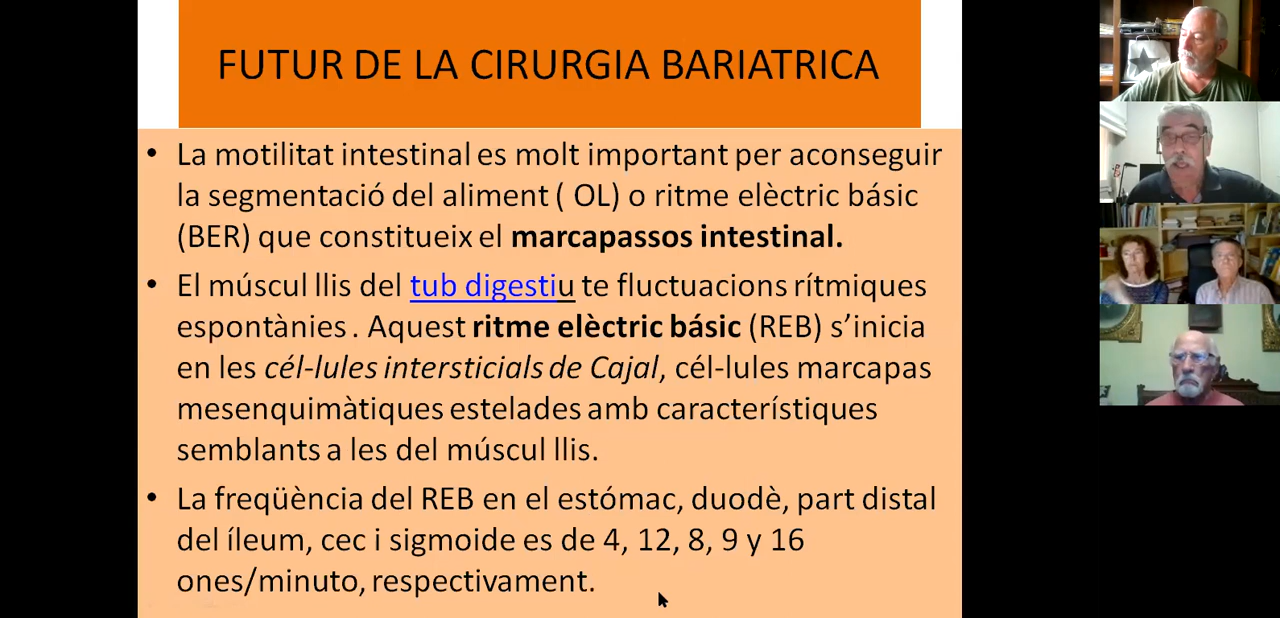 FUTUR DE LA CIRURGIA BARIATRICA
• La motilitat intestinal es molt important per aconseguir
la segmentació del aliment ( OL) o ritme elèctric básic
(BER) que constitueix el marcapassos intestinal.
• El múscul llis del tub digestiu te fluctuacions rítmiques
espontànies . Aquest ritme elèctric básic (REB) s’inicia
en les cél-lules intersticials de Cajal, cél-lules marcapas
mesenquimàtiques estelades amb característiques
semblants a les del múscul llis.
• La freqüència del REB en el estómac, duodè, part distal
del íleum, cec i sigmoide es de 4, 12, 8, 9 y 16
ones/minuto, respectivament.